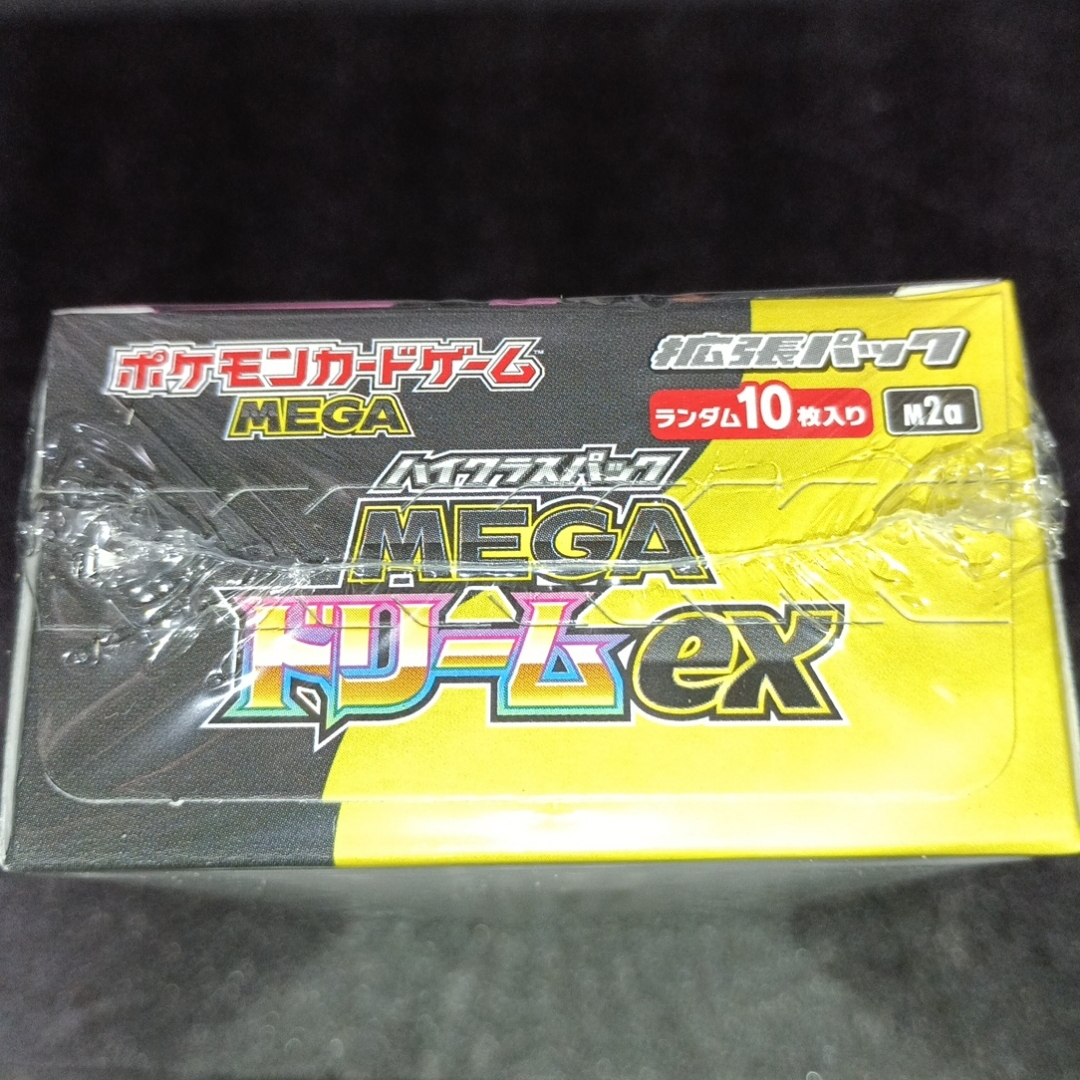 ポケモンカードゲーム™
MEGA
拡張パック
ランダム10枚入り
M2a
ハイクラスパック
MEGA
ドリームex